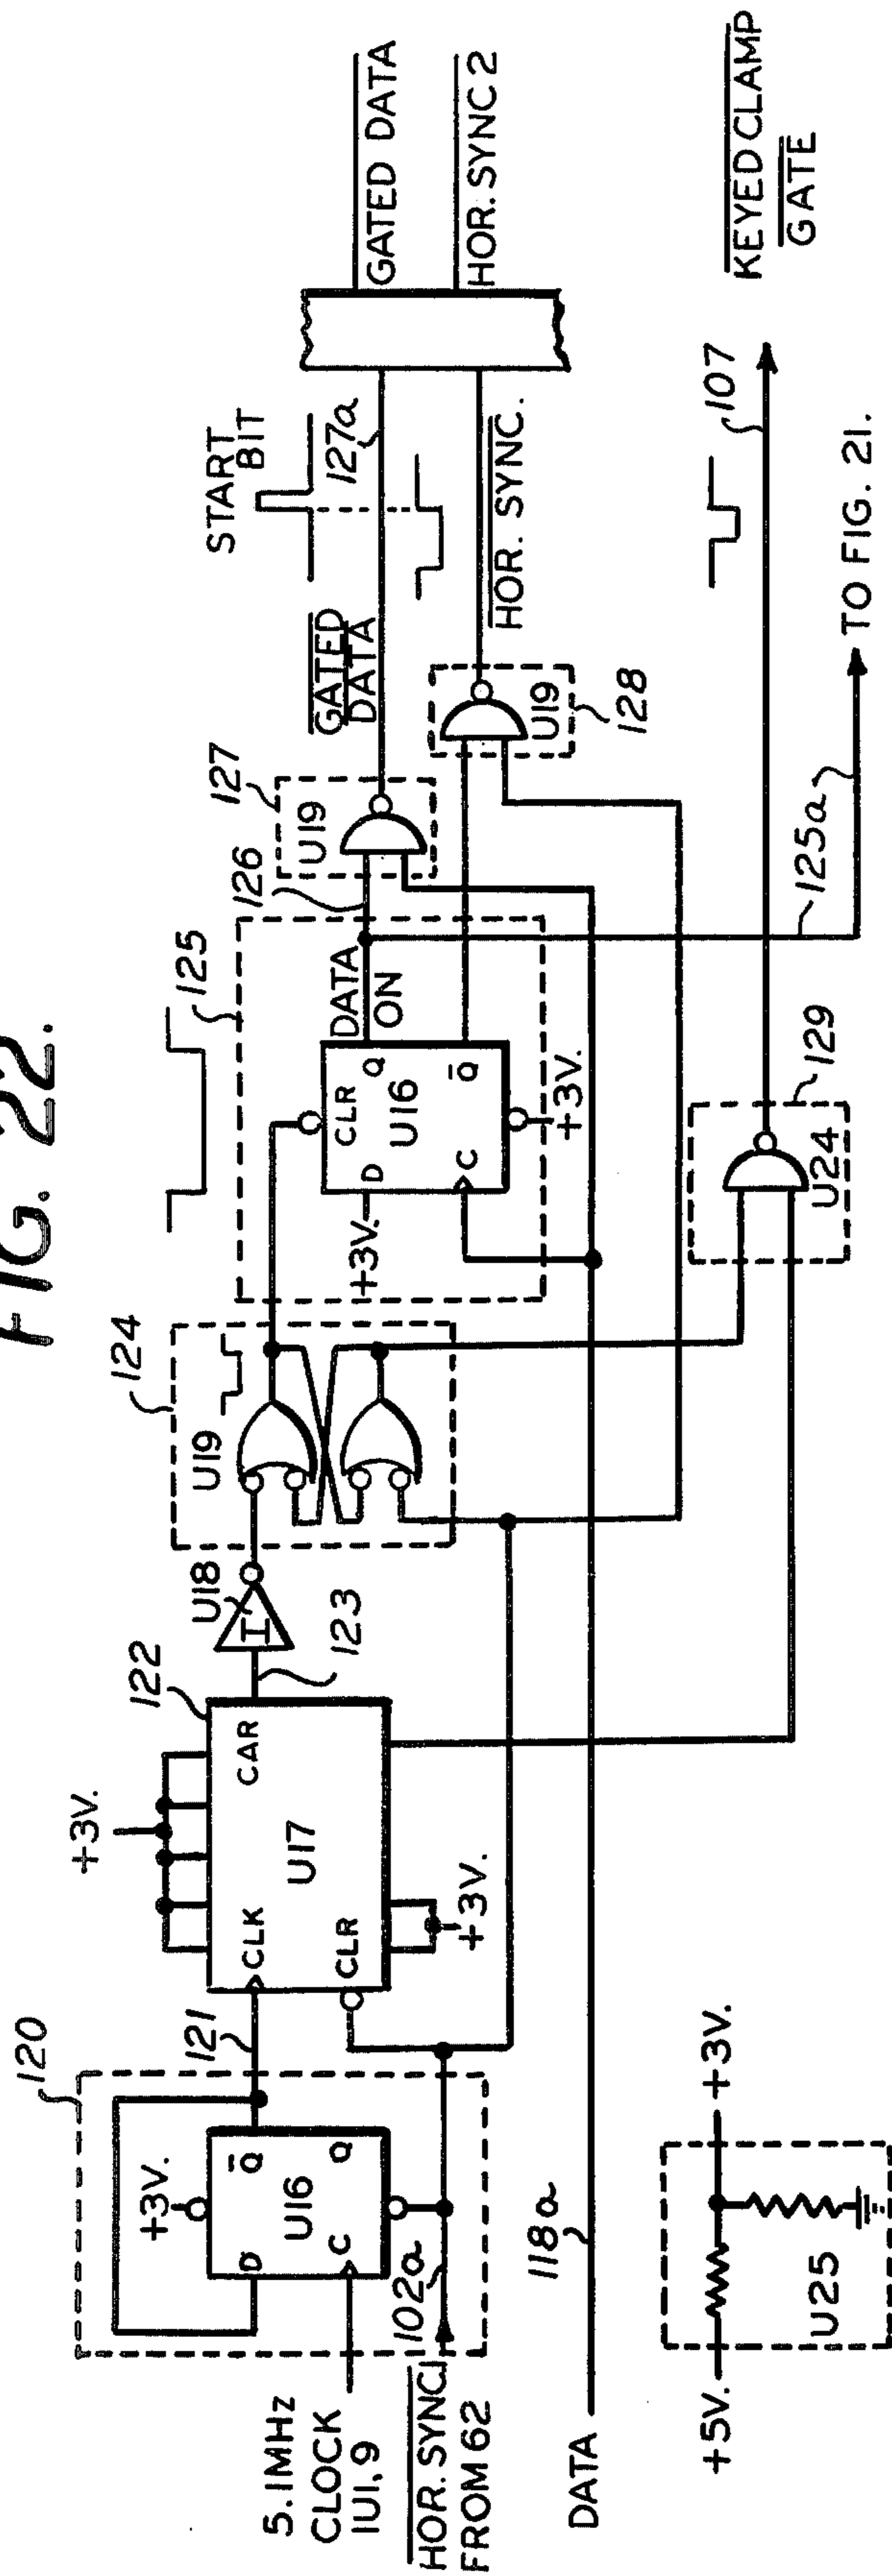 FIG. 22.
120
+3V.
D
Q̅
U16
C
Q
5.1MHz
CLOCK
1U1,9
HOR. SYNC.1
FROM 62
102a
121
+3V.
122
CLK
CAR
U17
CLR
+3V.
123
U18
I
124
U19
125
+3V.
D
CLR
Q
U16
C
Q̅
+3V.
DATA
ON
126
127
U19
GATED
DATA
START
BIT
127a
GATED DATA
128
U19
HOR. SYNC.
HOR. SYNC 2
DATA
118a
125a
TO FIG. 21.
129
U24
107
KEYED CLAMP
GATE
+5V.
+3V.
U25